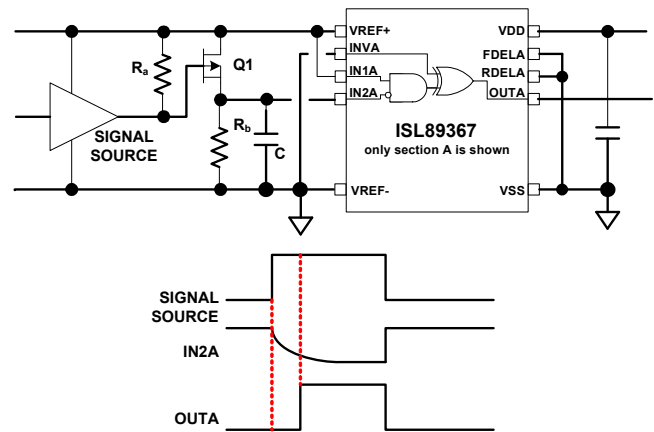 VREF+
VDD
INVA
FDELA
Ra
Q1
IN1A
RDELA
IN2A
OUTA
SIGNAL
SOURCE
Rb
C
ISL89367
only section A is shown
VREF-
VSS
SIGNAL
SOURCE
IN2A
OUTA